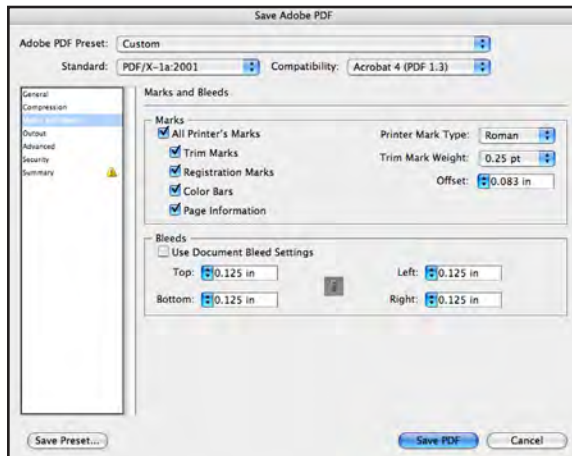 Save Adobe PDF
Adobe PDF Preset: Custom
Standard: PDF/X-1a:2001 Compatibility: Acrobat 4 (PDF 1.3)
General
Compression
Marks and Bleeds
Output
Advanced
Security
Summary
Marks and Bleeds
Marks
All Printer's Marks
Trim Marks
Registration Marks
Color Bars
Page Information
Printer Mark Type: Roman
Trim Mark Weight: 0.25 pt
Offset: 0.083 in
Bleeds
Use Document Bleed Settings
Top: 0.125 in Left: 0.125 in
Bottom: 0.125 in Right: 0.125 in
Save Preset... Save PDF Cancel